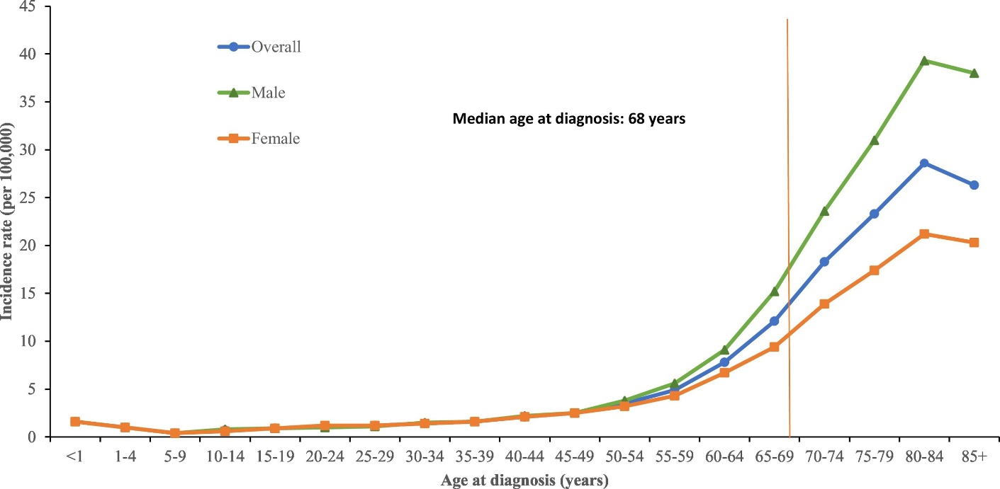 45
40
35
30
25
20
15
10
5
0
Incidence rate (per 100,000)
Overall
Male
Female
Median age at diagnosis: 68 years
<1 1-4 5-9 10-14 15-19 20-24 25-29 30-34 35-39 40-44 45-49 50-54 55-59 60-64 65-69 70-74 75-79 80-84 85+
Age at diagnosis (years)